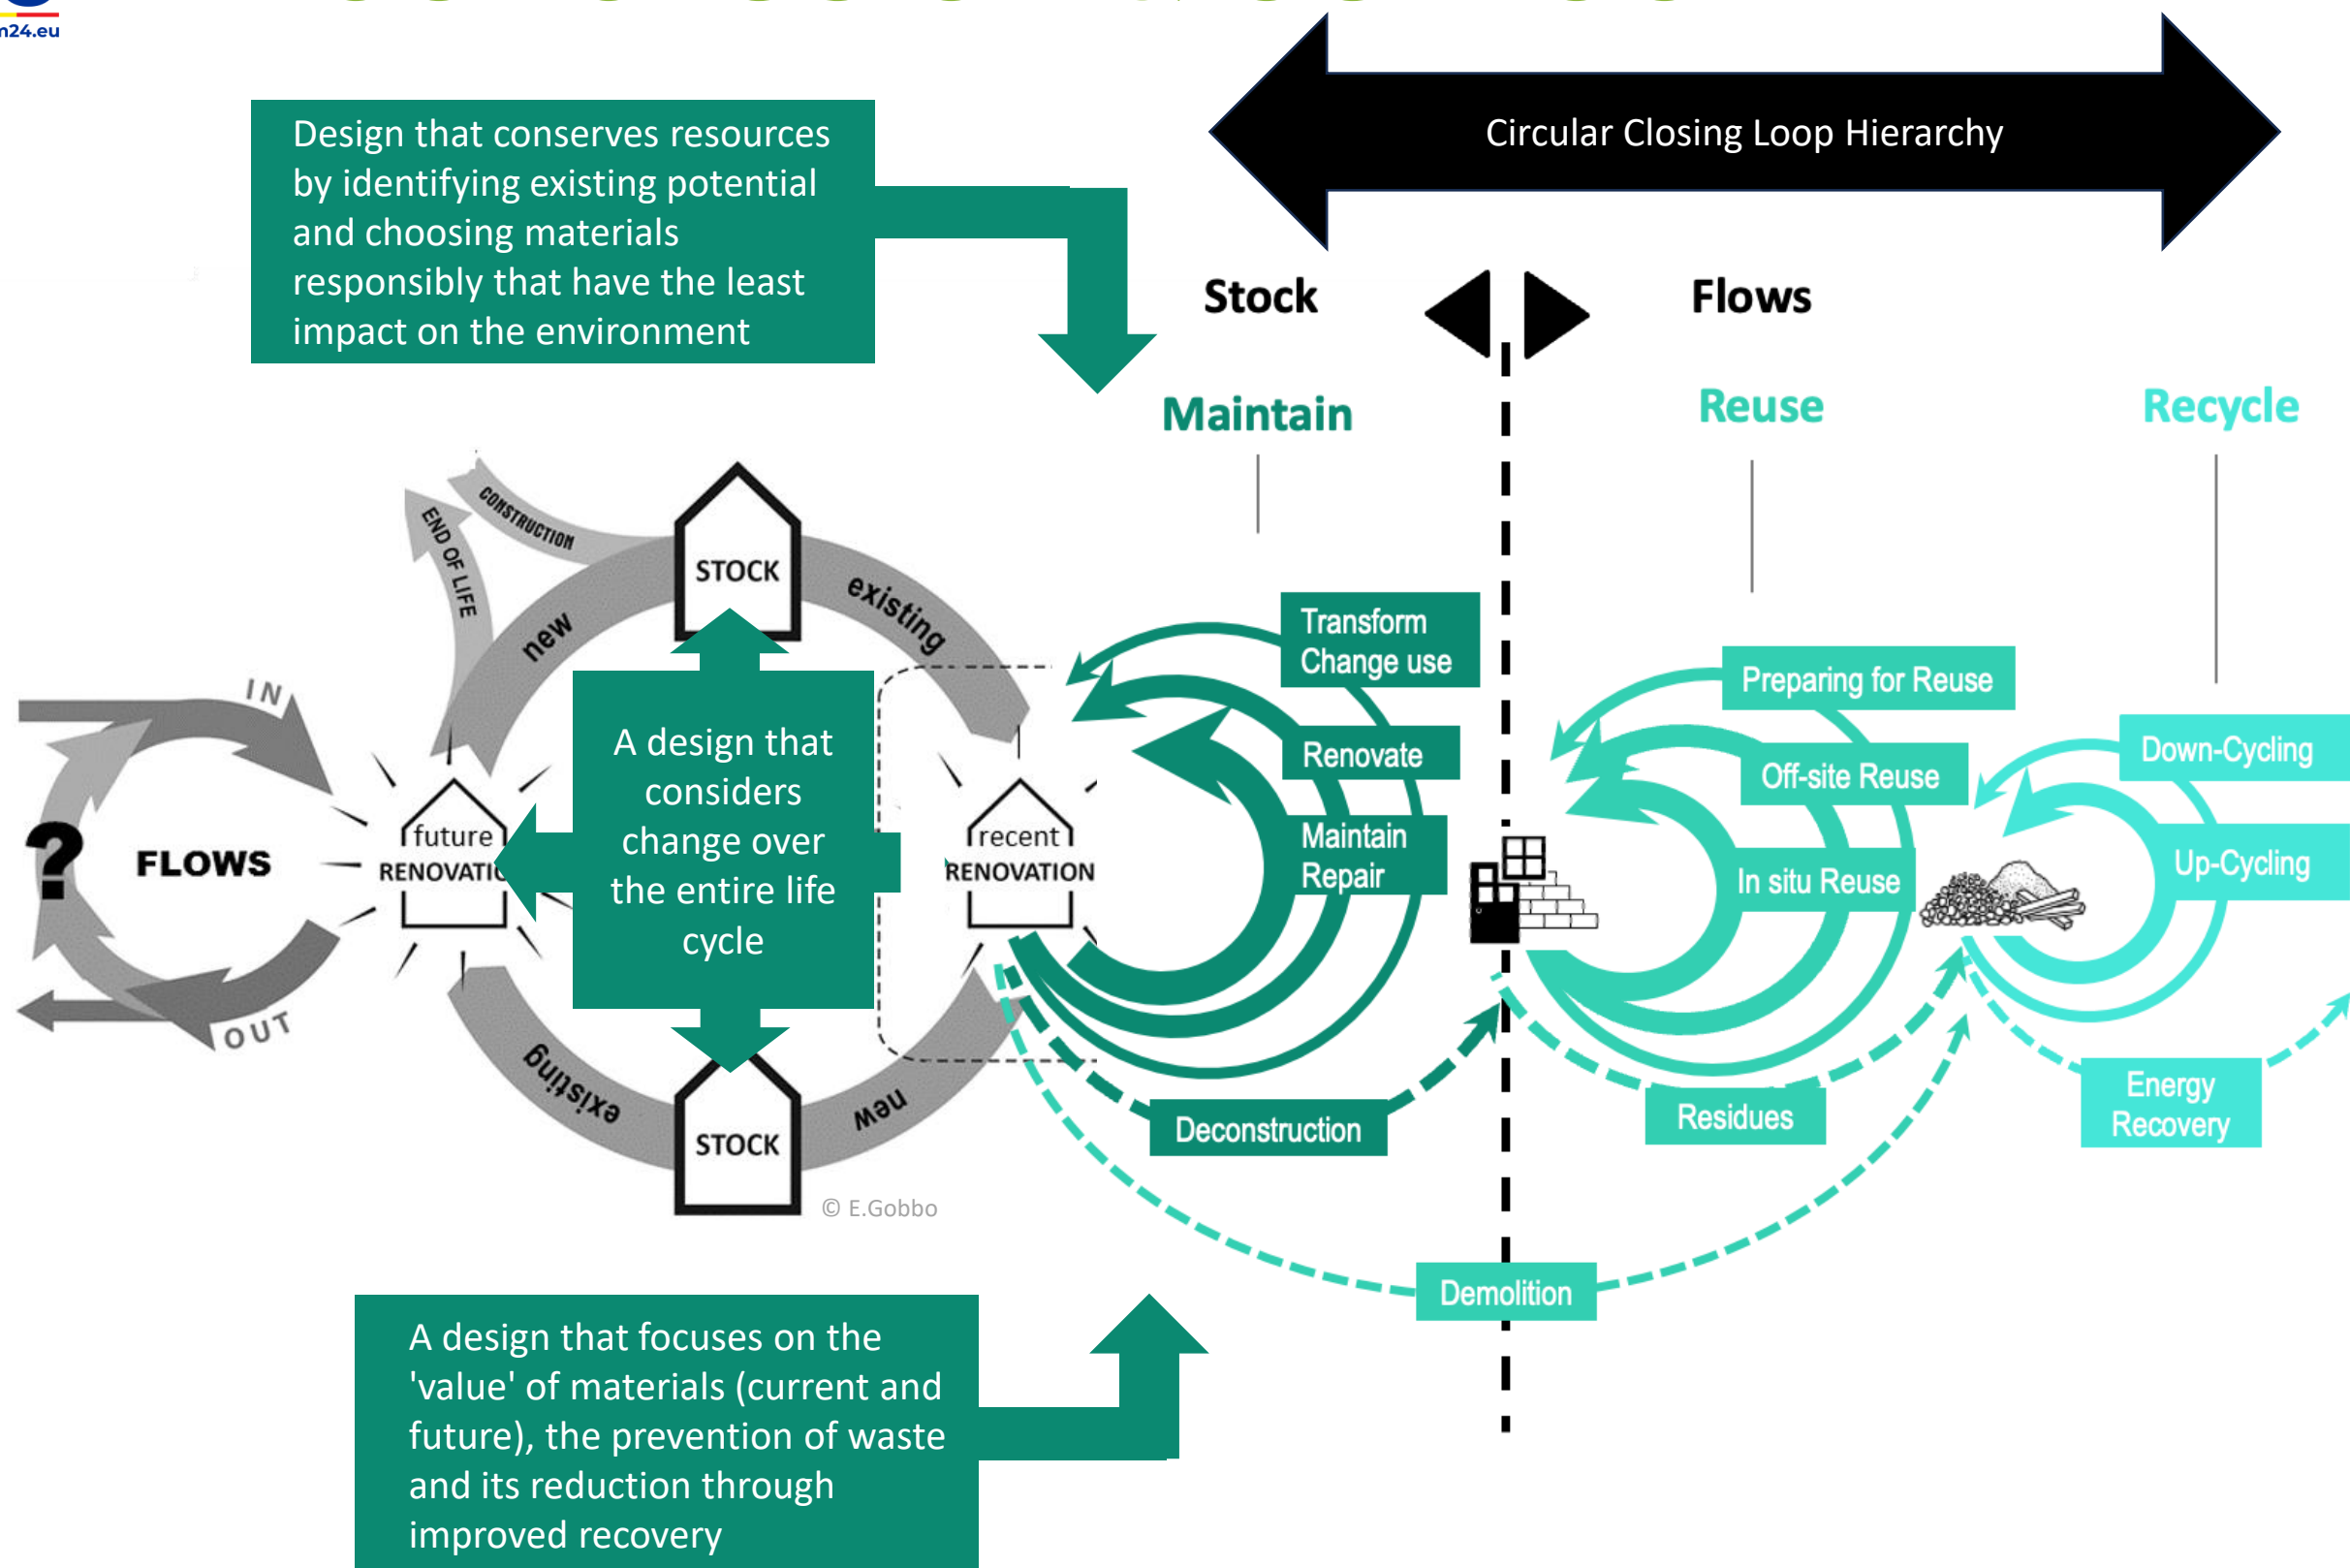 m24.eu
Circular Closing Loop Hierarchy
Design that conserves resources
by identifying existing potential
and choosing materials
responsibly that have the least
impact on the environment
Stock
Flows
Maintain
Reuse
Recycle
CONSTRUCTION
END OF LIFE
STOCK
new
existing
IN
FLOWS
?
OUT
future
RENOVATIO
A design that
considers
change over
the entire life
cycle
recent
RENOVATION
existing
new
STOCK
© E.Gobbo
Transform
Change use
Renovate
Maintain
Repair
Deconstruction
Preparing for Reuse
Off-site Reuse
In situ Reuse
Residues
Down-Cycling
Up-Cycling
Energy
Recovery
Demolition
A design that focuses on the
'value' of materials (current and
future), the prevention of waste
and its reduction through
improved recovery